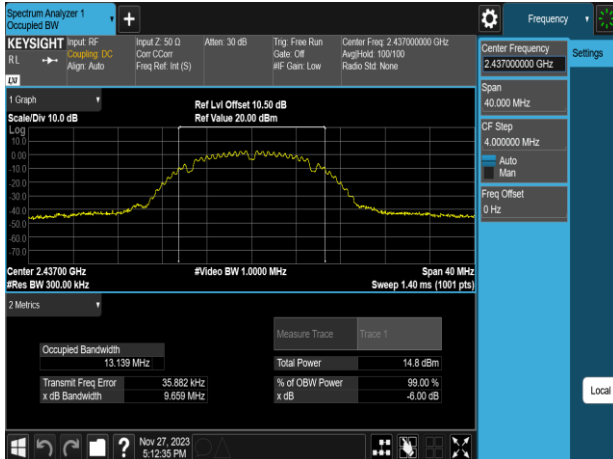 Spectrum Analyzer 1
Occupied BW
Frequency
KEYSIGHT
Input: RF
Coupling: DC
Align: Auto
Input Z: 50 Ω
Corr CCorr
Freq Ref: Int (S)
Atten: 30 dB
Trig: Free Run
Gate: Off
#IF Gain: Low
Center Freq: 2.437000000 GHz
Avg|Hold: 100/100
Radio Std: None
R L
LXI
Center Frequency
2.437000000 GHz
Settings
Span
40.000 MHz
CF Step
4.000000 MHz
Auto
Man
Freq Offset
0 Hz
1 Graph
Scale/Div 10.0 dB
Ref Lvl Offset 10.50 dB
Ref Value 20.00 dBm
Log
10.0
0.00
-10.0
-20.0
-30.0
-40.0
-50.0
-60.0
-70.0
Center 2.43700 GHz
#Video BW 1.0000 MHz
Span 40 MHz
#Res BW 300.00 kHz
Sweep 1.40 ms (1001 pts)
2 Metrics
Measure Trace
Trace 1
Occupied Bandwidth
13.139 MHz
Total Power
14.8 dBm
Transmit Freq Error
35.882 kHz
% of OBW Power
99.00 %
x dB Bandwidth
9.659 MHz
x dB
-6.00 dB
Local
?
Nov 27, 2023
5:12:35 PM